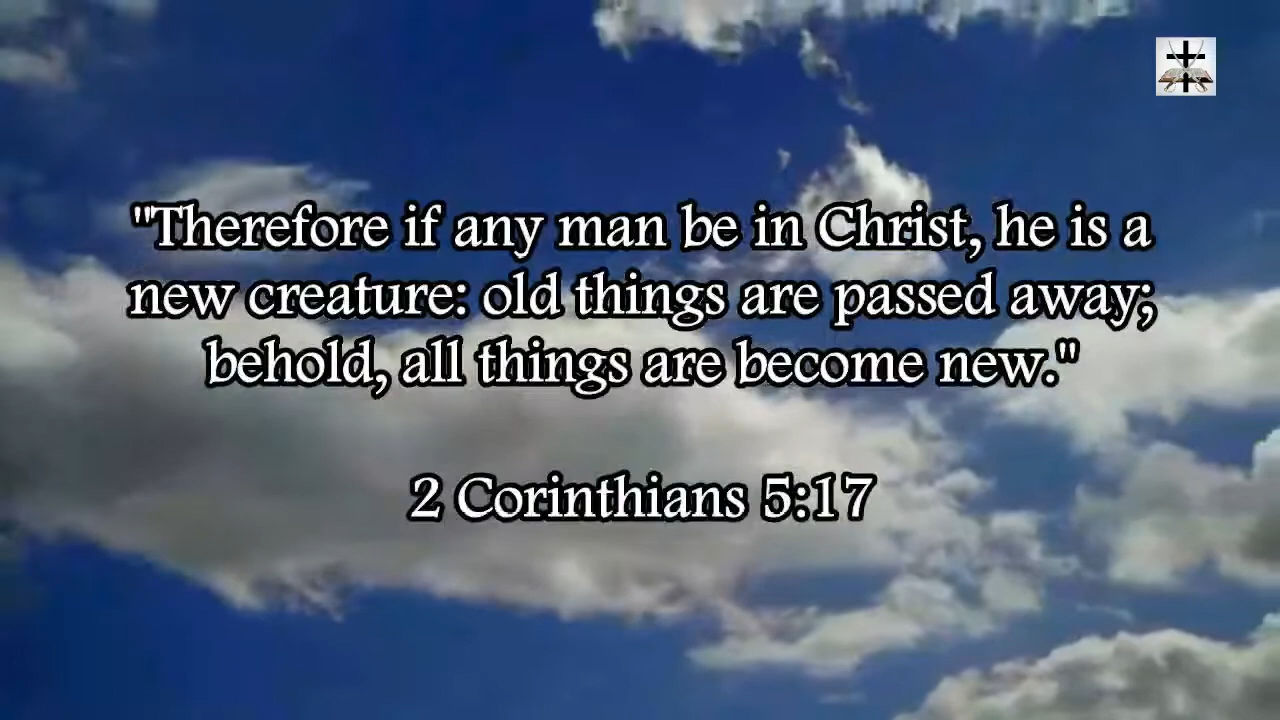 "Therefore if any man be in Christ, he is a
new creature: old things are passed away;
behold, all things are become new."
2 Corinthians 5:17